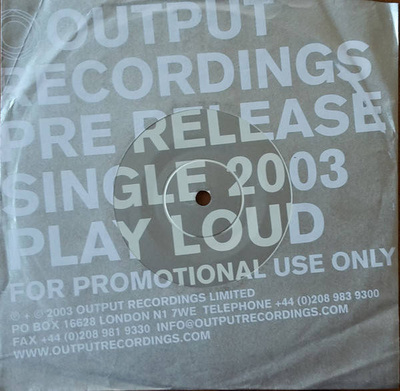 OUTPUT
RECORDINGS
PRE RELEASE
SINGLE 2003
PLAY LOUD
FOR PROMOTIONAL USE ONLY
℗ + © 2003 OUTPUT RECORDINGS LIMITED
PO BOX 16628 LONDON N1 7WE TELEPHONE +44 (0)208 983 9300
FAX +44 (0)208 981 9330 INFO@OUTPUTRECORDINGS.COM
WWW.OUTPUTRECORDINGS.COM